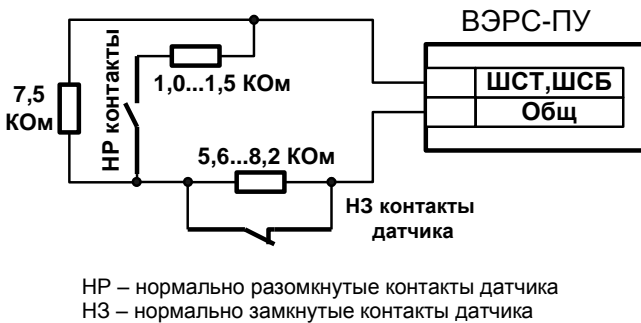 ВЭРС-ПУ
ШСТ,ШСБ
Общ
НР контакты
1,0...1,5 КОм
7,5
КОм
5,6...8,2 КОм
НЗ контакты
датчика
НР – нормально разомкнутые контакты датчика
НЗ – нормально замкнутые контакты датчика